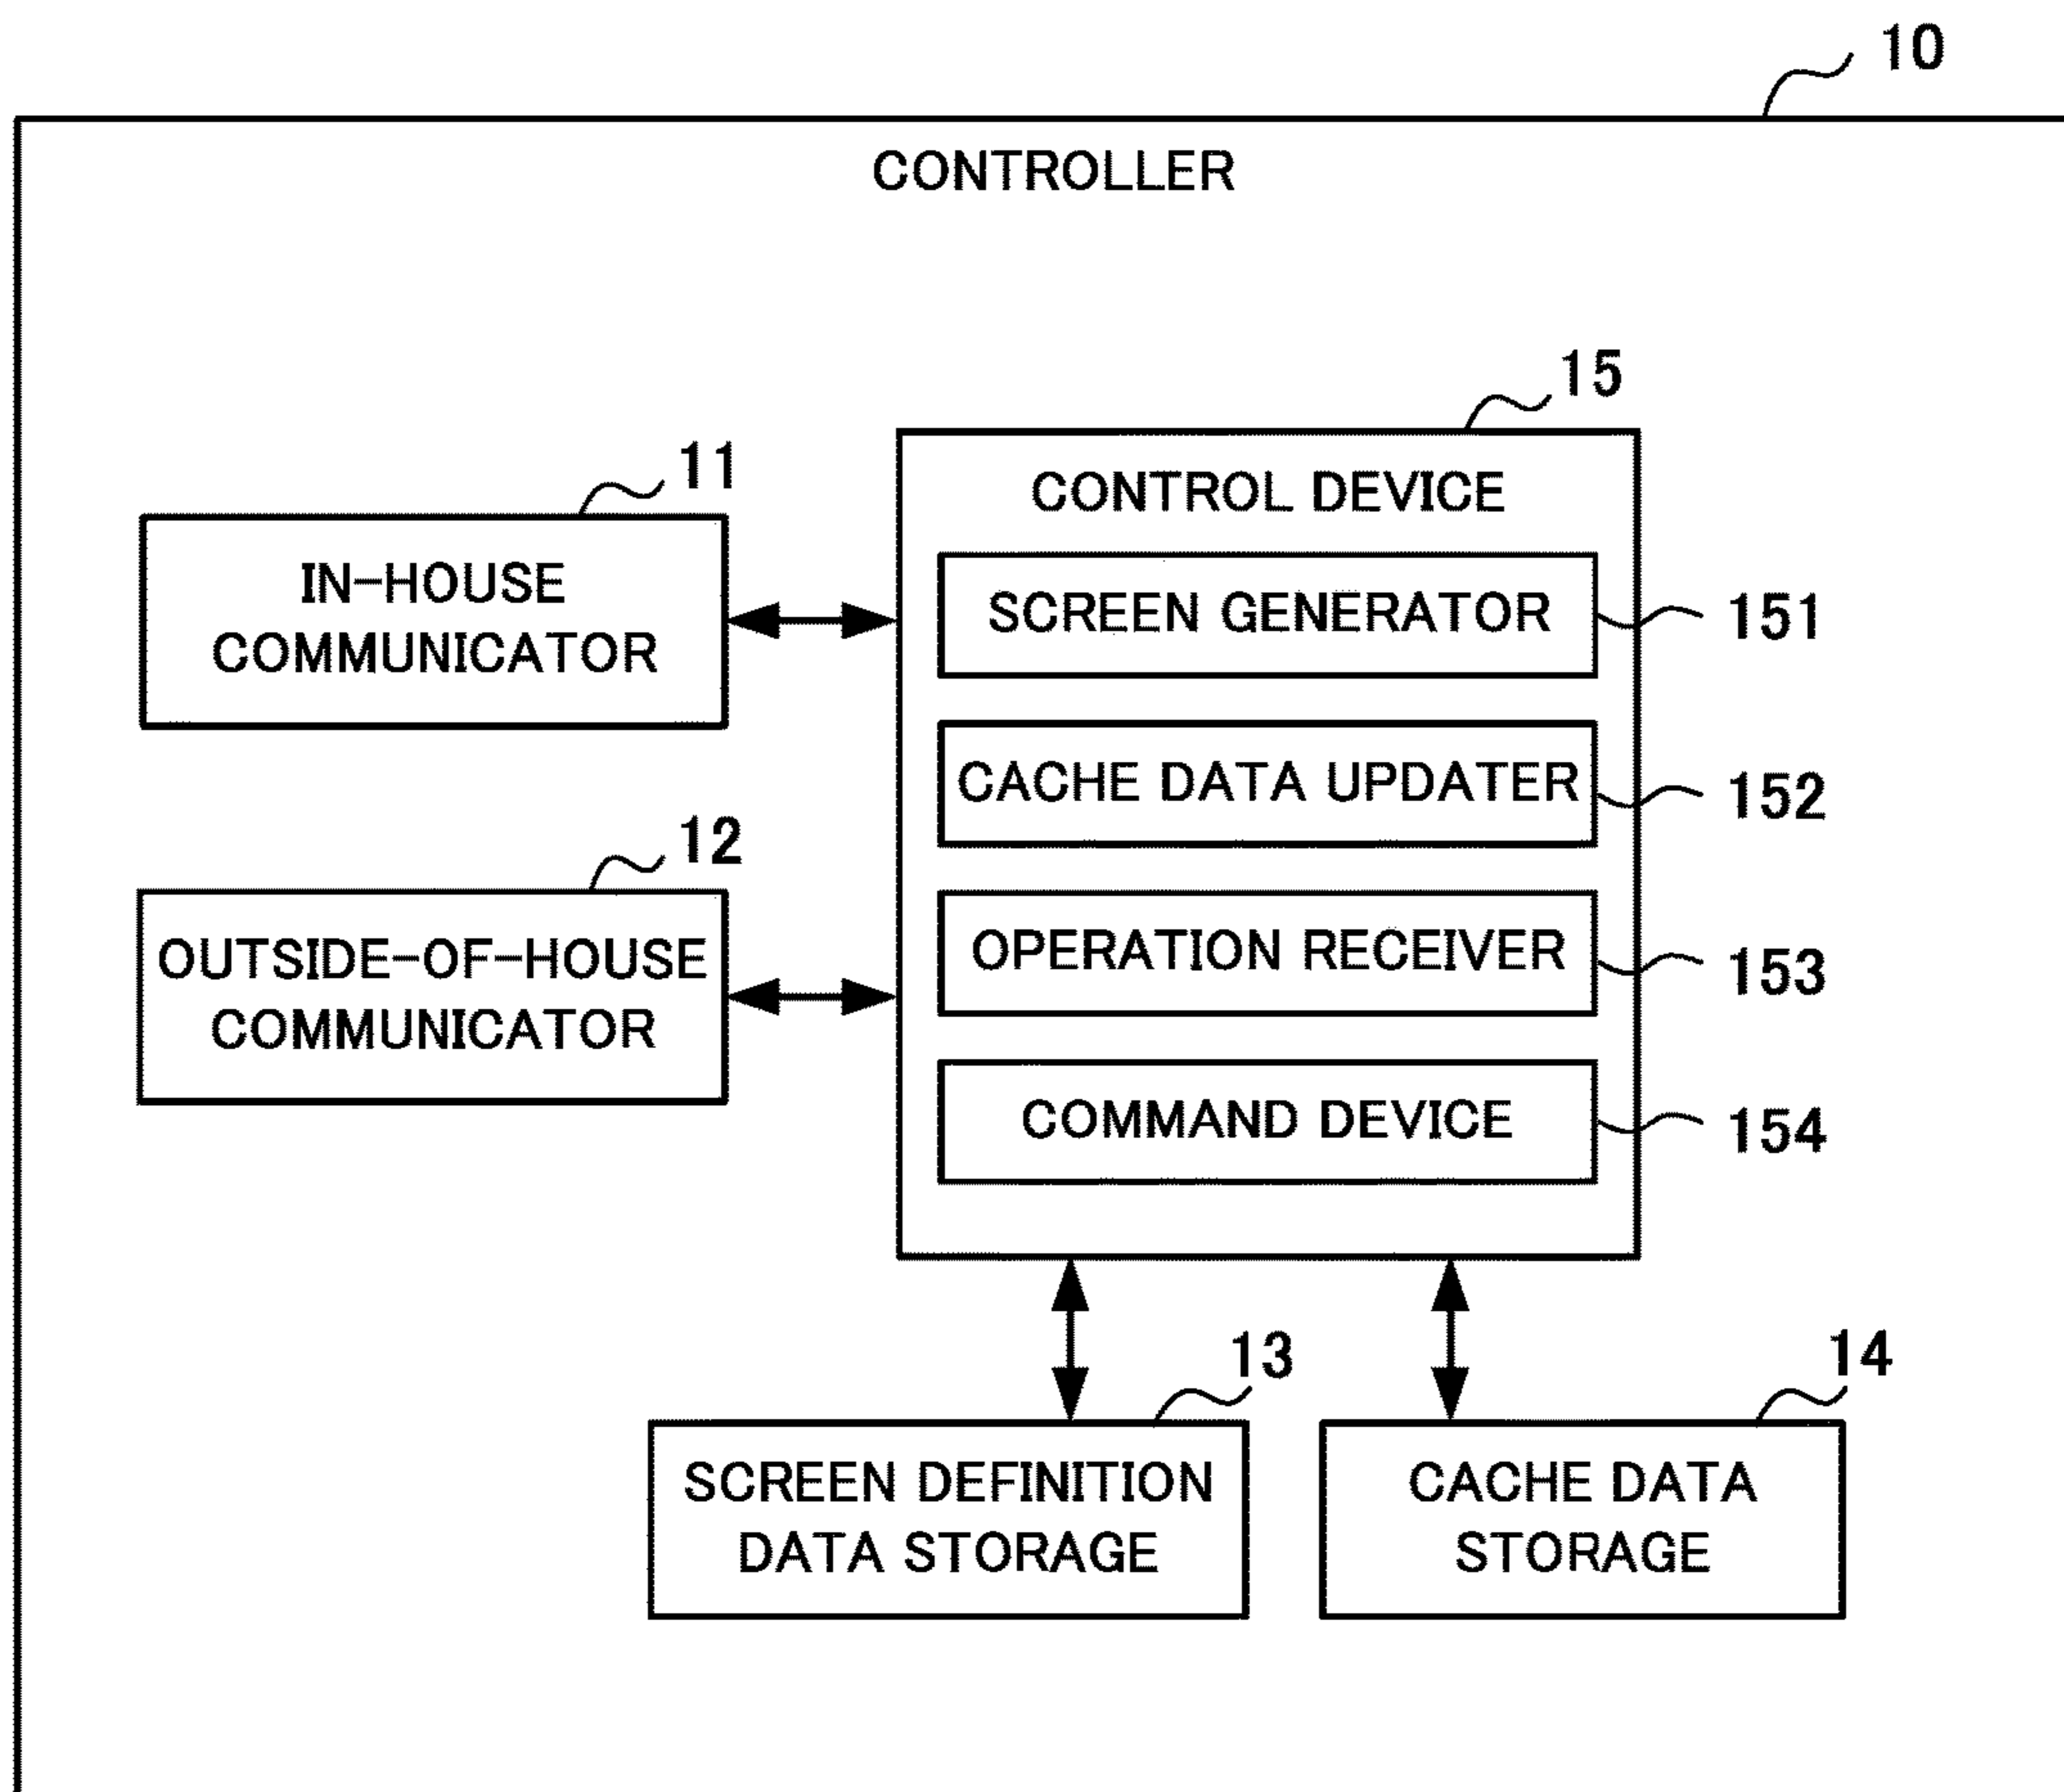 10
CONTROLLER
15
CONTROL DEVICE
11
IN-HOUSE
COMMUNICATOR
SCREEN GENERATOR
151
CACHE DATA UPDATER
152
12
OUTSIDE-OF-HOUSE
COMMUNICATOR
OPERATION RECEIVER
153
COMMAND DEVICE
154
13
SCREEN DEFINITION
DATA STORAGE
14
CACHE DATA
STORAGE